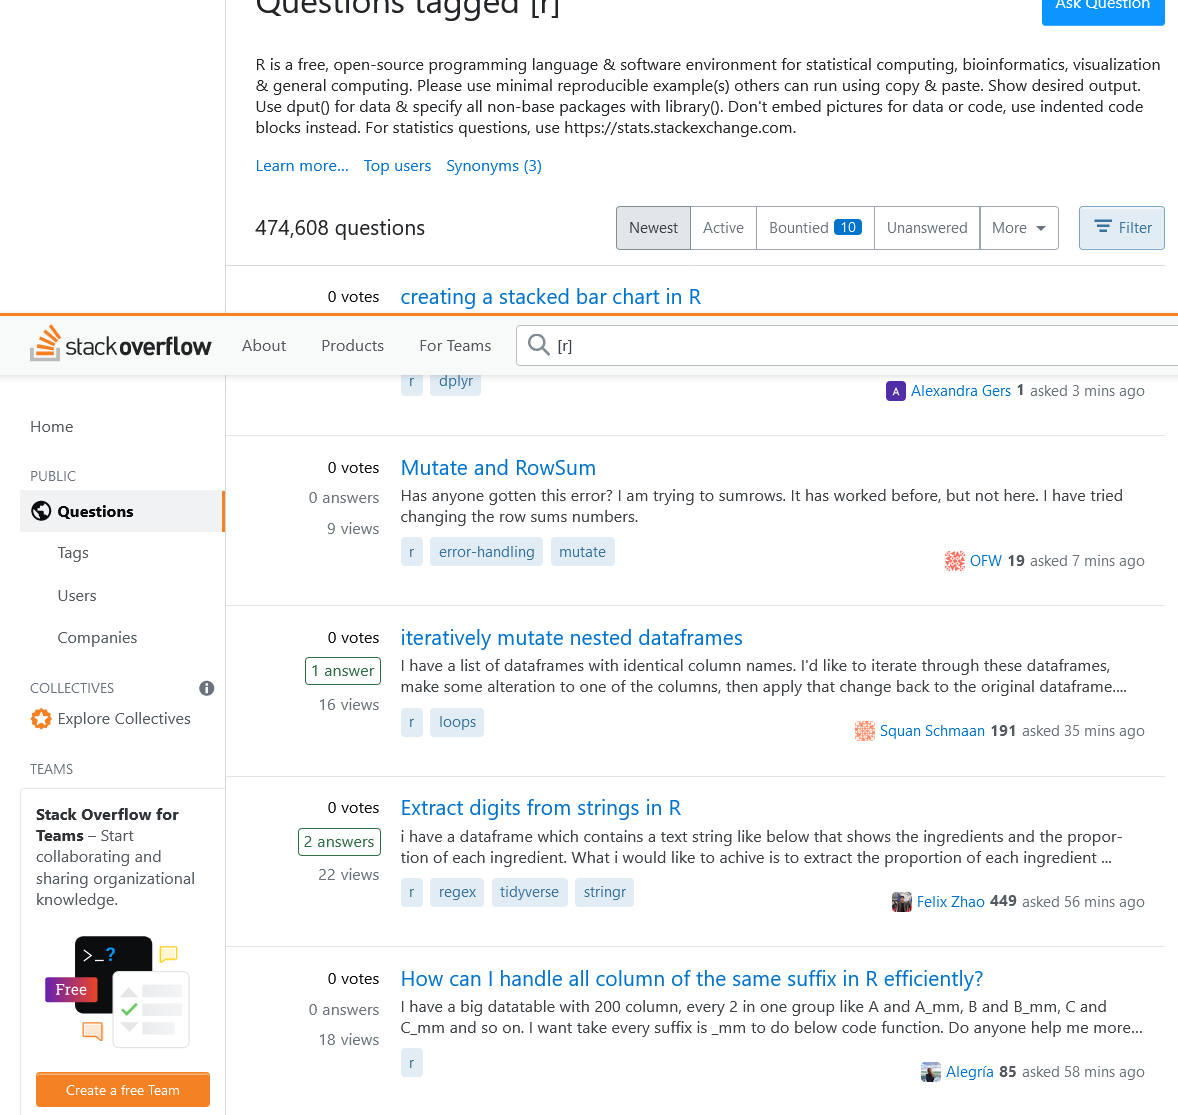 Questions tagged [r]
Ask Question
R is a free, open-source programming language & software environment for statistical computing, bioinformatics, visualization
& general computing. Please use minimal reproducible example(s) others can run using copy & paste. Show desired output.
Use dput() for data & specify all non-base packages with library(). Don't embed pictures for data or code, use indented code
blocks instead. For statistics questions, use https://stats.stackexchange.com.
Learn more... Top users Synonyms (3)
474,608 questions
Newest Active Bountied 10 Unanswered More Filter
0 votes
creating a stacked bar chart in R
stackoverflow About Products For Teams [r]
r dplyr
A Alexandra Gers 1 asked 3 mins ago
Home
PUBLIC
Questions
Tags
Users
Companies
COLLECTIVES
Explore Collectives
TEAMS
Stack Overflow for
Teams – Start
collaborating and
sharing organizational
knowledge.
>_?
Free
Create a free Team
0 votes
0 answers
9 views
Mutate and RowSum
Has anyone gotten this error? I am trying to sumrows. It has worked before, but not here. I have tried
changing the row sums numbers.
r error-handling mutate
OFW 19 asked 7 mins ago
0 votes
1 answer
16 views
iteratively mutate nested dataframes
I have a list of dataframes with identical column names. I'd like to iterate through these dataframes,
make some alteration to one of the columns, then apply that change back to the original dataframe....
r loops
Squan Schmaan 191 asked 35 mins ago
0 votes
2 answers
22 views
Extract digits from strings in R
i have a dataframe which contains a text string like below that shows the ingredients and the propor-
tion of each ingredient. What i would like to achive is to extract the proportion of each ingredient ...
r regex tidyverse stringr
Felix Zhao 449 asked 56 mins ago
0 votes
0 answers
18 views
How can I handle all column of the same suffix in R efficiently?
I have a big datatable with 200 column, every 2 in one group like A and A_mm, B and B_mm, C and
C_mm and so on. I want take every suffix is _mm to do below code function. Do anyone help me more...
r
Alegría 85 asked 58 mins ago